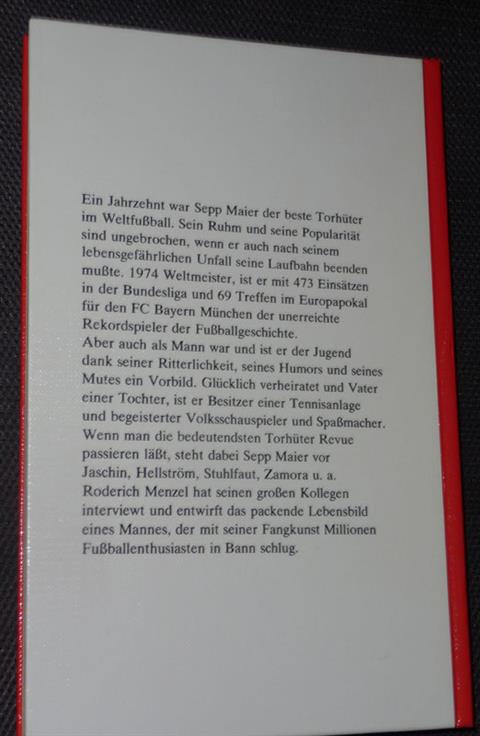 Ein Jahrzehnt war Sepp Maier der beste Torhüter
im Weltfußball. Sein Ruhm und seine Popularität
sind ungebrochen, wenn er auch nach seinem
lebensgefährlichen Unfall seine Laufbahn beenden
mußte. 1974 Weltmeister, ist er mit 473 Einsätzen
in der Bundesliga und 69 Treffen im Europapokal
für den FC Bayern München der unerreichte
Rekordspieler der Fußballgeschichte.
Aber auch als Mann war und ist er der Jugend
dank seiner Ritterlichkeit, seines Humors und seines
Mutes ein Vorbild. Glücklich verheiratet und Vater
einer Tochter, ist er Besitzer einer Tennisanlage
und begeisterter Volksschauspieler und Spaßmacher.
Wenn man die bedeutendsten Torhüter Revue
passieren läßt, steht dabei Sepp Maier vor
Jaschin, Hellström, Stuhlfaut, Zamora u. a.
Roderich Menzel hat seinen großen Kollegen
interviewt und entwirft das packende Lebensbild
eines Mannes, der mit seiner Fangkunst Millionen
Fußballenthusiasten in Bann schlug.